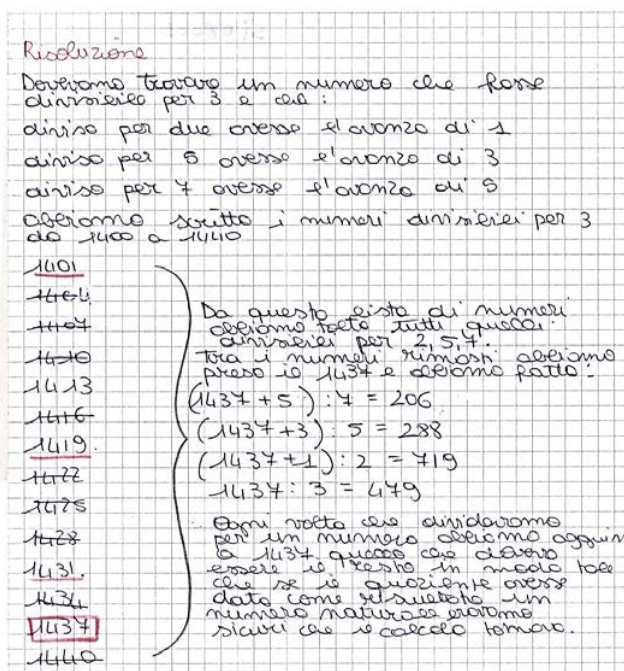 Risoluzione
Dovevamo trovare un numero che fosse
divisibile per 3 e che:
diviso per due avesse l'avanzo di 1
diviso per 5 avesse l'avanzo di 3
diviso per 7 avesse l'avanzo di 5
abbiamo scritto i numeri divisibili per 3
da 1400 a 1440
1401
1404
1407
1410
1413
1416
1419.
1422
1425
1428
1431.
1434
1437
1440
Da questa lista di numeri
abbiamo tolto tutti quelli
divisibili per 2, 5, 7.
Tra i numeri rimasti abbiamo
preso il 1437 e abbiamo fatto:
(1437 + 5) : 7 = 206
(1437 + 3) : 5 = 288
(1437 + 1) : 2 = 719
1437 : 3 = 479
Ogni volta che dividevamo
per un numero abbiamo aggiun
a 1437 quello che doveva
essere il resto in modo tale
che se il quoziente avesse
dato come risultato un
numero naturale eravamo
sicuri che il calcolo tornava.